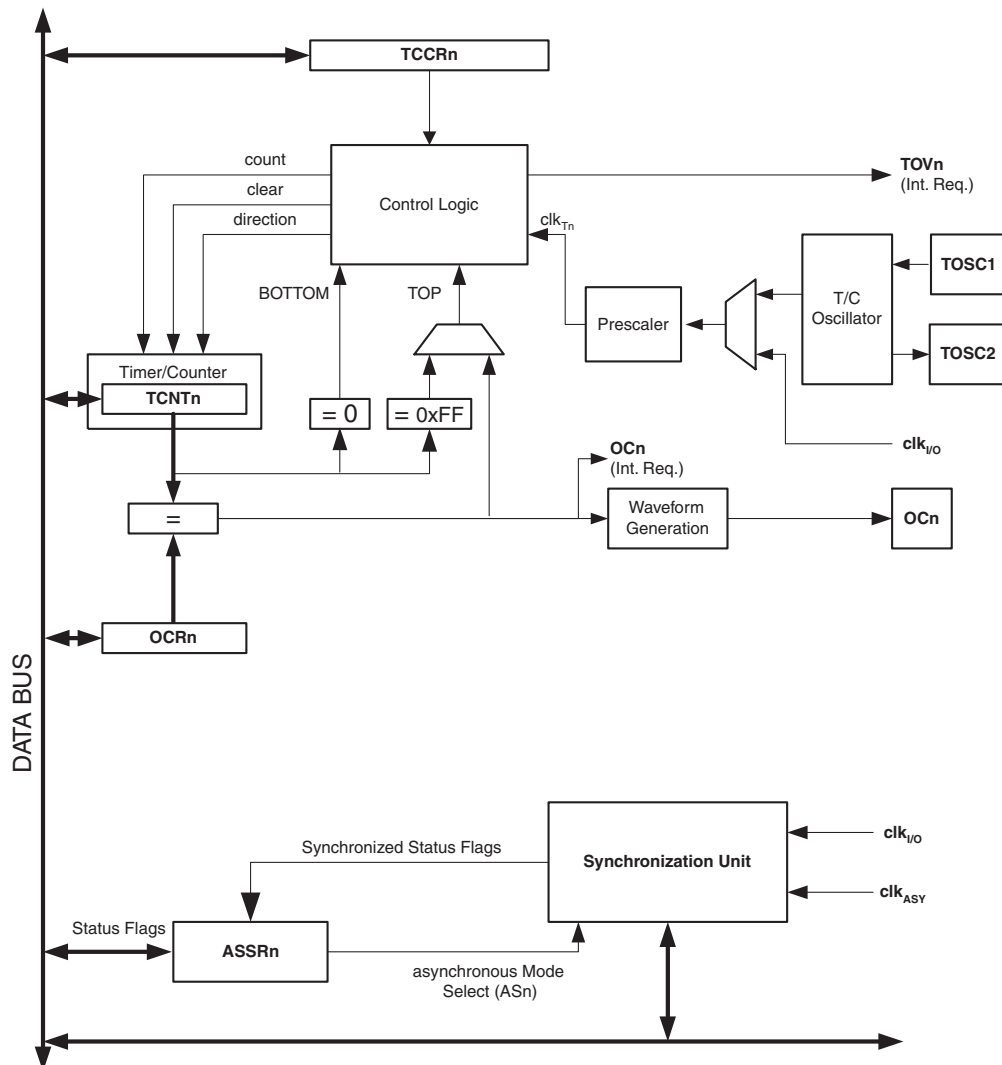 TCCRn
count
clear
direction
Control Logic
TOVn
(Int. Req.)
clkTn
BOTTOM
TOP
Prescaler
T/C
Oscillator
TOSC1
TOSC2
Timer/Counter
TCNTn
= 0
= 0xFF
clkI/O
OCn
(Int. Req.)
=
Waveform
Generation
OCn
OCRn
DATA BUS
Synchronized Status Flags
Synchronization Unit
clkI/O
clkASY
Status Flags
ASSRn
asynchronous Mode
Select (ASn)